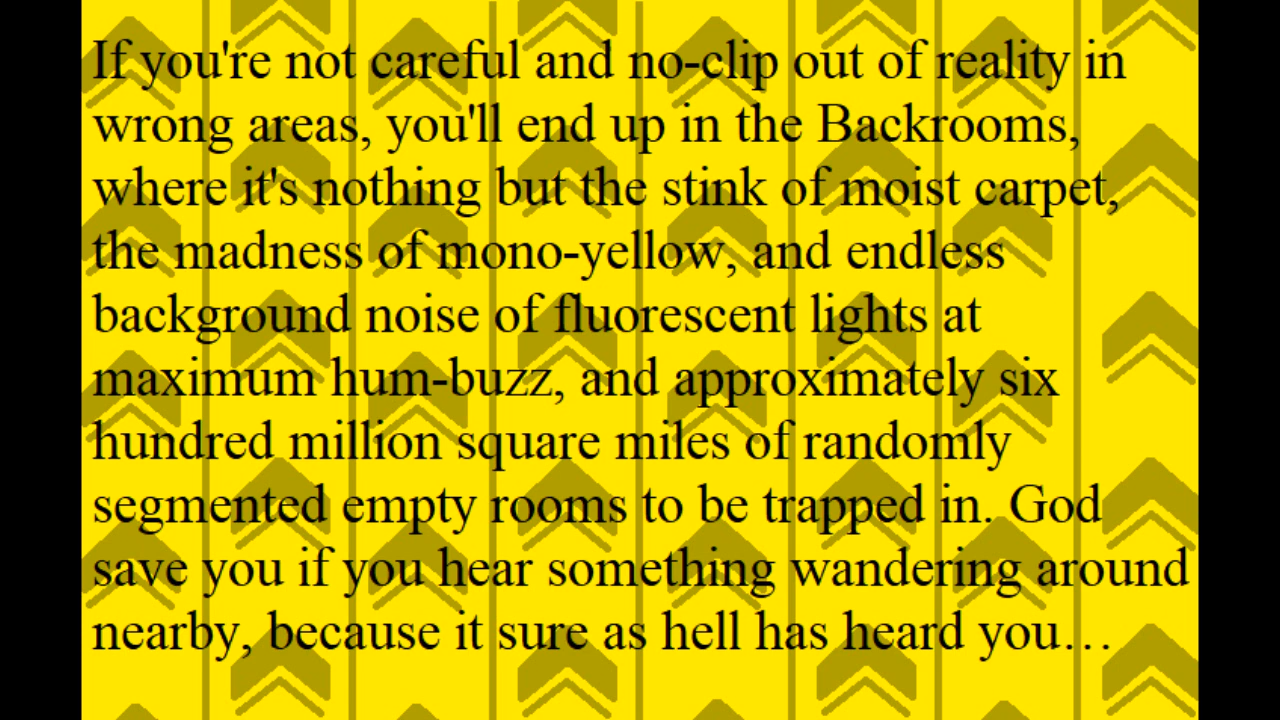 If you're not careful and no-clip out of reality in
wrong areas, you'll end up in the Backrooms,
where it's nothing but the stink of moist carpet,
the madness of mono-yellow, and endless
background noise of fluorescent lights at
maximum hum-buzz, and approximately six
hundred million square miles of randomly
segmented empty rooms to be trapped in. God
save you if you hear something wandering around
nearby, because it sure as hell has heard you…